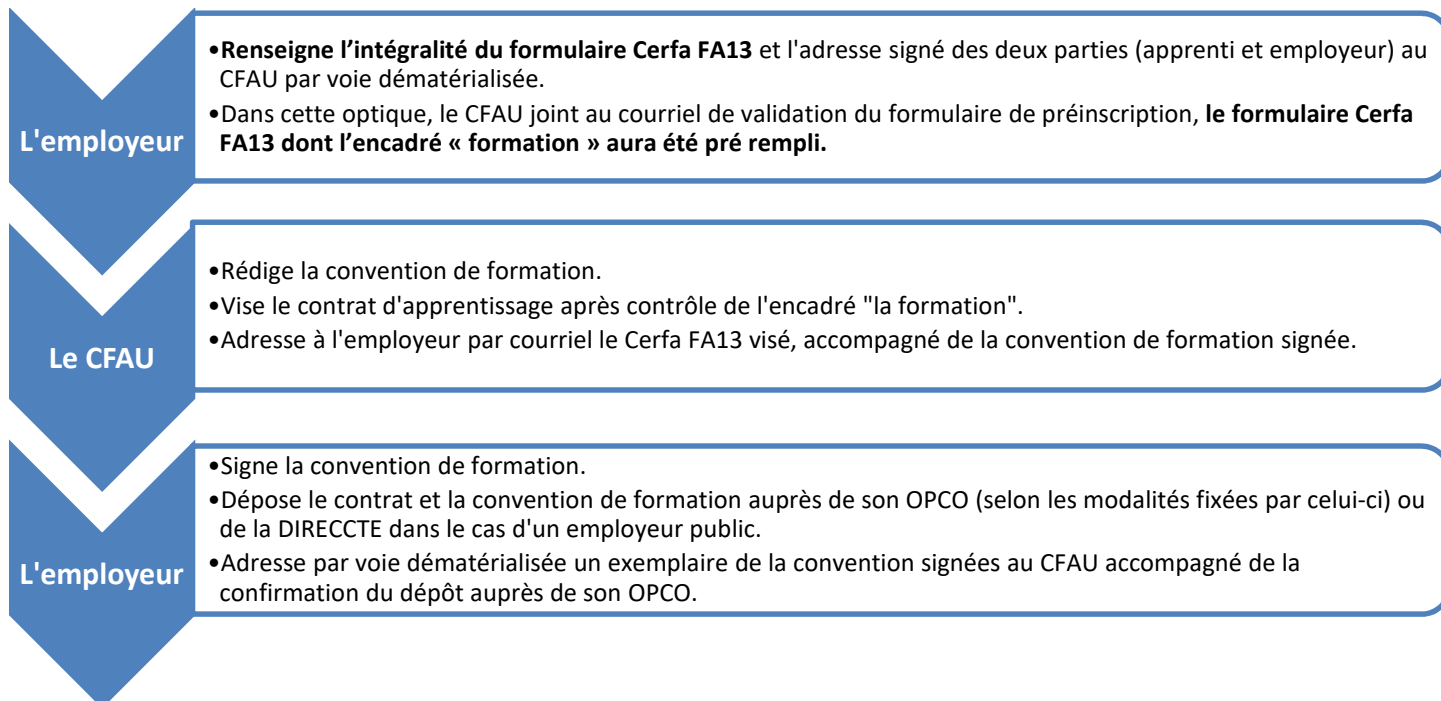 L'employeur
•Renseigne l’intégralité du formulaire Cerfa FA13 et l'adresse signé des deux parties (apprenti et employeur) au
CFAU par voie dématérialisée.
•Dans cette optique, le CFAU joint au courriel de validation du formulaire de préinscription, le formulaire Cerfa
FA13 dont l’encadré « formation » aura été pré rempli.
Le CFAU
•Rédige la convention de formation.
•Vise le contrat d'apprentissage après contrôle de l'encadré "la formation".
•Adresse à l'employeur par courriel le Cerfa FA13 visé, accompagné de la convention de formation signée.
L'employeur
•Signe la convention de formation.
•Dépose le contrat et la convention de formation auprès de son OPCO (selon les modalités fixées par celui-ci) ou
de la DIRECCTE dans le cas d'un employeur public.
•Adresse par voie dématérialisée un exemplaire de la convention signées au CFAU accompagné de la
confirmation du dépôt auprès de son OPCO.